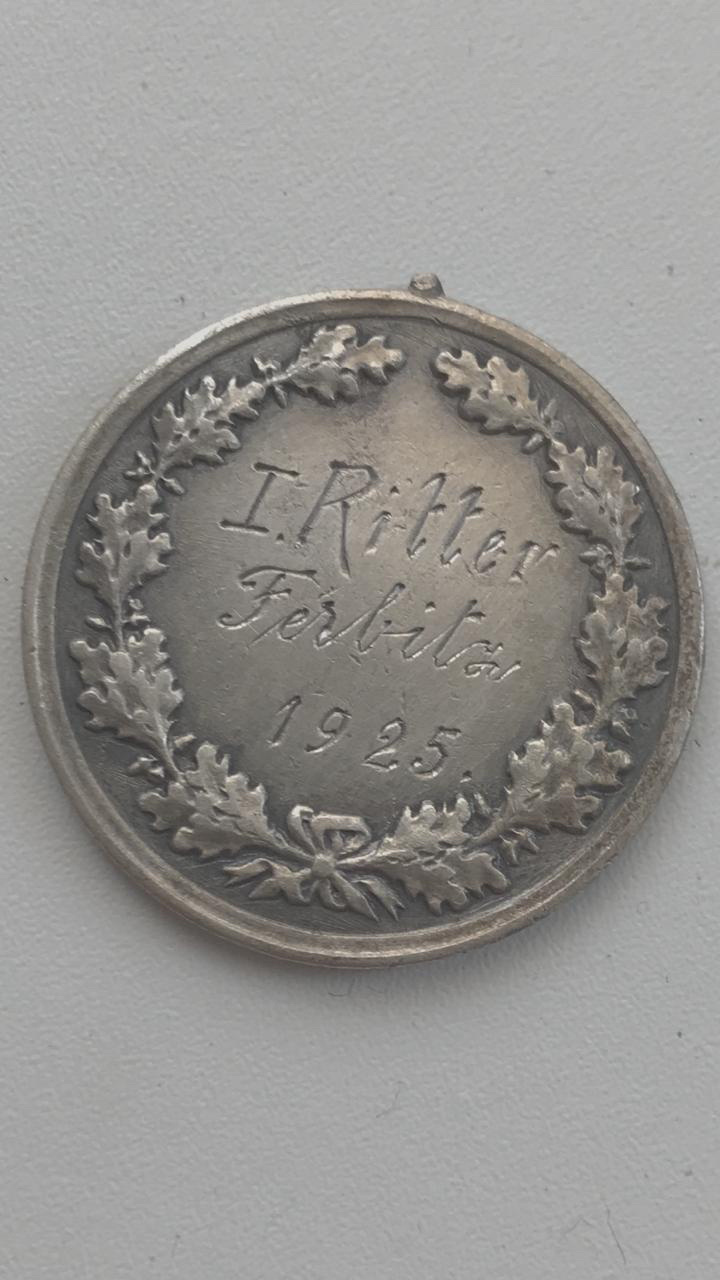 I. Ritter
Ferbitz
1925.